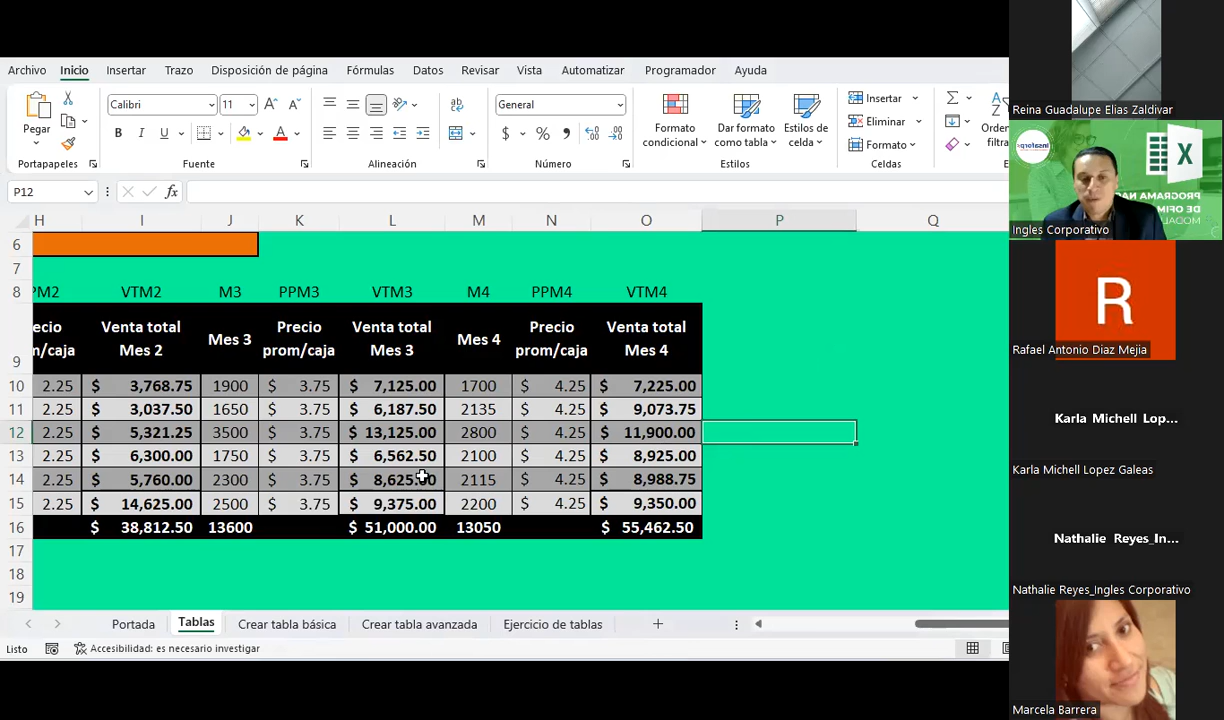 Archivo Inicio Insertar Trazo Disposición de página Fórmulas Datos Revisar Vista Automatizar Programador Ayuda
Pegar
Calibri 11
General
Formato condicional
Dar formato como tabla
Estilos de celda
Insertar
Eliminar
Formato
Portapapeles Fuente Alineación Número Estilos Celdas
P12
H I J K L M N O P Q
6
7
8 VTM2 M3 PPM3 VTM3 M4 PPM4 VTM4
9 Venta total Mes 2 Mes 3 Precio prom/caja Venta total Mes 3 Mes 4 Precio prom/caja Venta total Mes 4
10 2.25 $ 3,768.75 1900 $ 3.75 $ 7,125.00 1700 $ 4.25 $ 7,225.00
11 2.25 $ 3,037.50 1650 $ 3.75 $ 6,187.50 2135 $ 4.25 $ 9,073.75
12 2.25 $ 5,321.25 3500 $ 3.75 $ 13,125.00 2800 $ 4.25 $ 11,900.00
13 2.25 $ 6,300.00 1750 $ 3.75 $ 6,562.50 2100 $ 4.25 $ 8,925.00
14 2.25 $ 5,760.00 2300 $ 3.75 $ 8,625.00 2115 $ 4.25 $ 8,988.75
15 2.25 $ 14,625.00 2500 $ 3.75 $ 9,375.00 2200 $ 4.25 $ 9,350.00
16 $ 38,812.50 13600 $ 51,000.00 13050 $ 55,462.50
17
18
19
Portada Tablas Crear tabla básica Crear tabla avanzada Ejercicio de tablas
Listo Accesibilidad: es necesario investigar
Reina Guadalupe Elias Zaldivar
Ingles Corporativo
R
Rafael Antonio Diaz Mejia
Karla Michell Lop...
Karla Michell Lopez Galeas
Nathalie Reyes_In...
Nathalie Reyes_Ingles Corporativo
Marcela Barrera